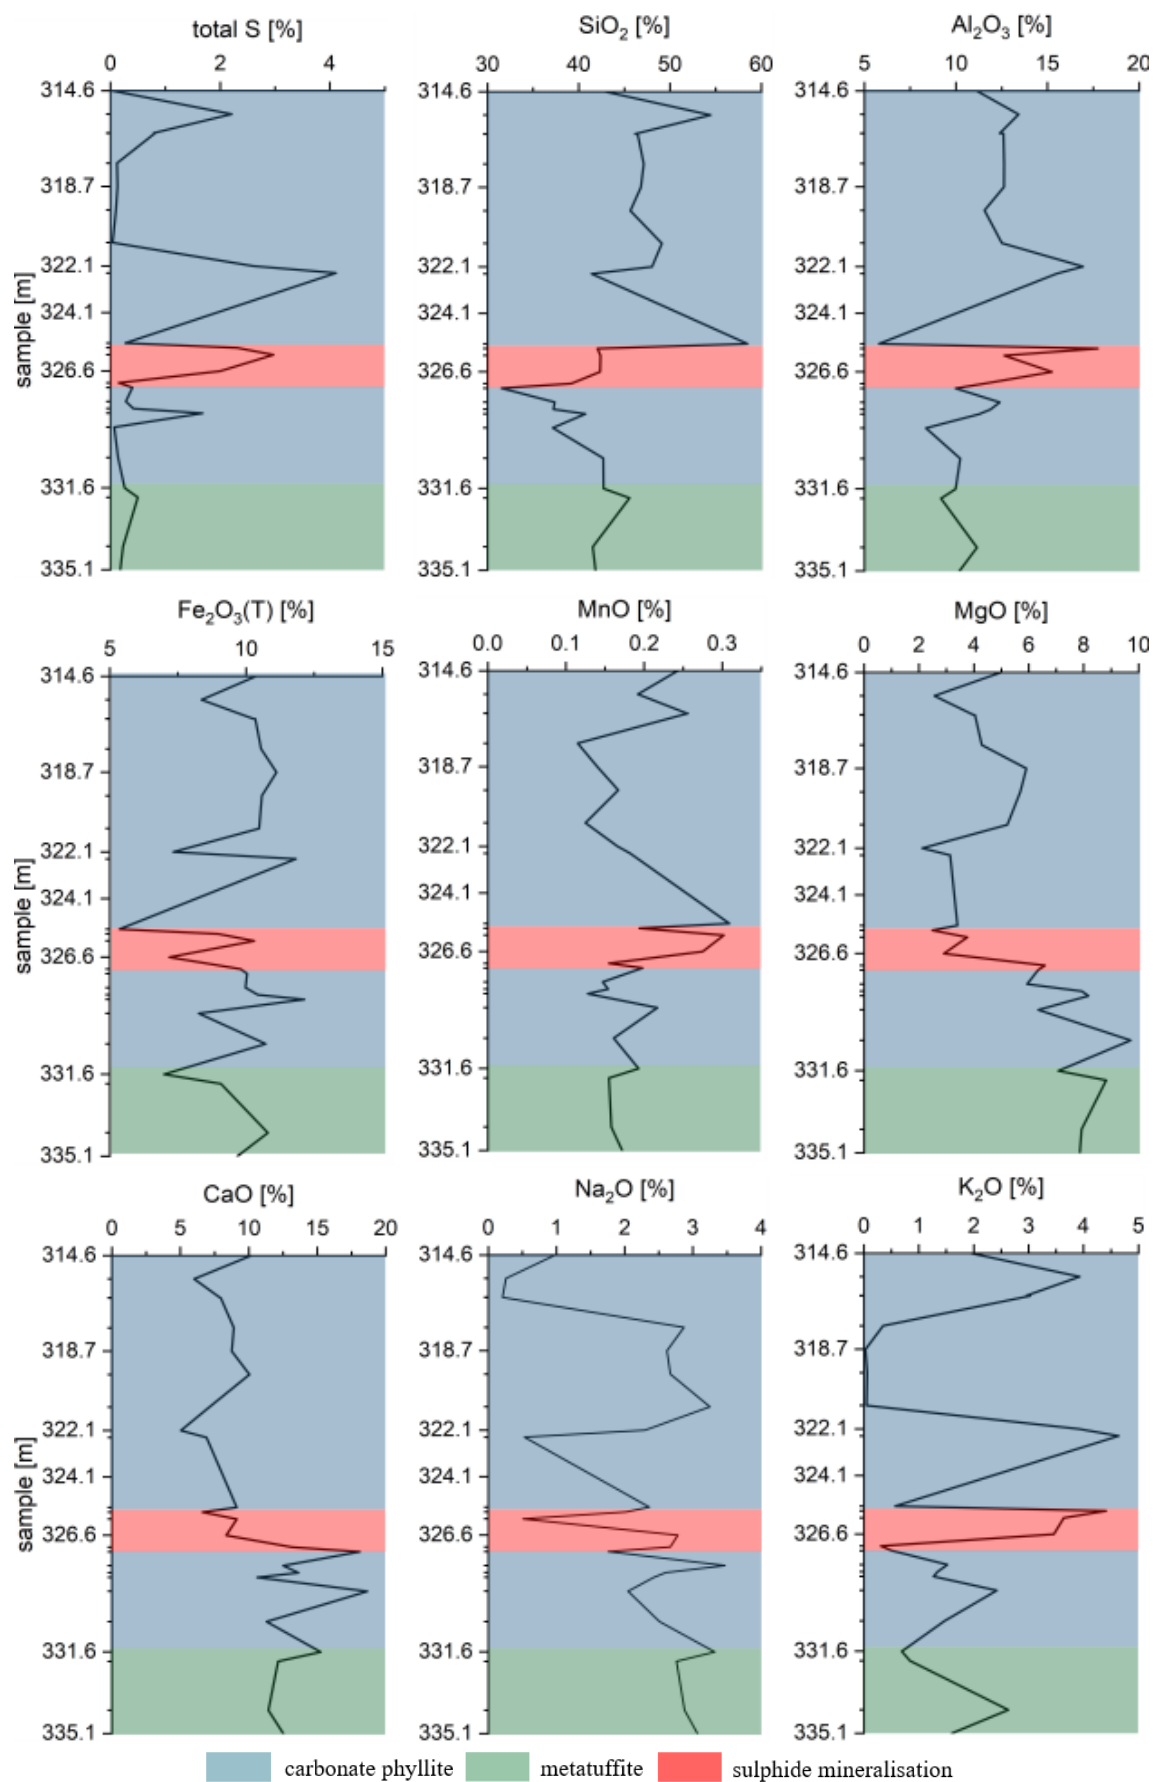 total S [%] SiO₂ [%] Al₂O₃ [%]
0 2 4 30 40 50 60 5 10 15 20
314.6 314.6 314.6
318.7 318.7 318.7
322.1 322.1 322.1
324.1 324.1 324.1
sample [m]
326.6 326.6 326.6
331.6 331.6 331.6
335.1 335.1 335.1
Fe₂O₃(T) [%] MnO [%] MgO [%]
5 10 15 0.0 0.1 0.2 0.3 0 2 4 6 8 10
314.6 314.6 314.6
318.7 318.7 318.7
322.1 322.1 322.1
324.1 324.1 324.1
sample [m]
326.6 326.6 326.6
331.6 331.6 331.6
335.1 335.1 335.1
CaO [%] Na₂O [%] K₂O [%]
0 5 10 15 20 0 1 2 3 4 0 1 2 3 4 5
314.6 314.6 314.6
318.7 318.7 318.7
322.1 322.1 322.1
324.1 324.1 324.1
sample [m]
326.6 326.6 326.6
331.6 331.6 331.6
335.1 335.1 335.1
carbonate phyllite metatuffite sulphide mineralisation